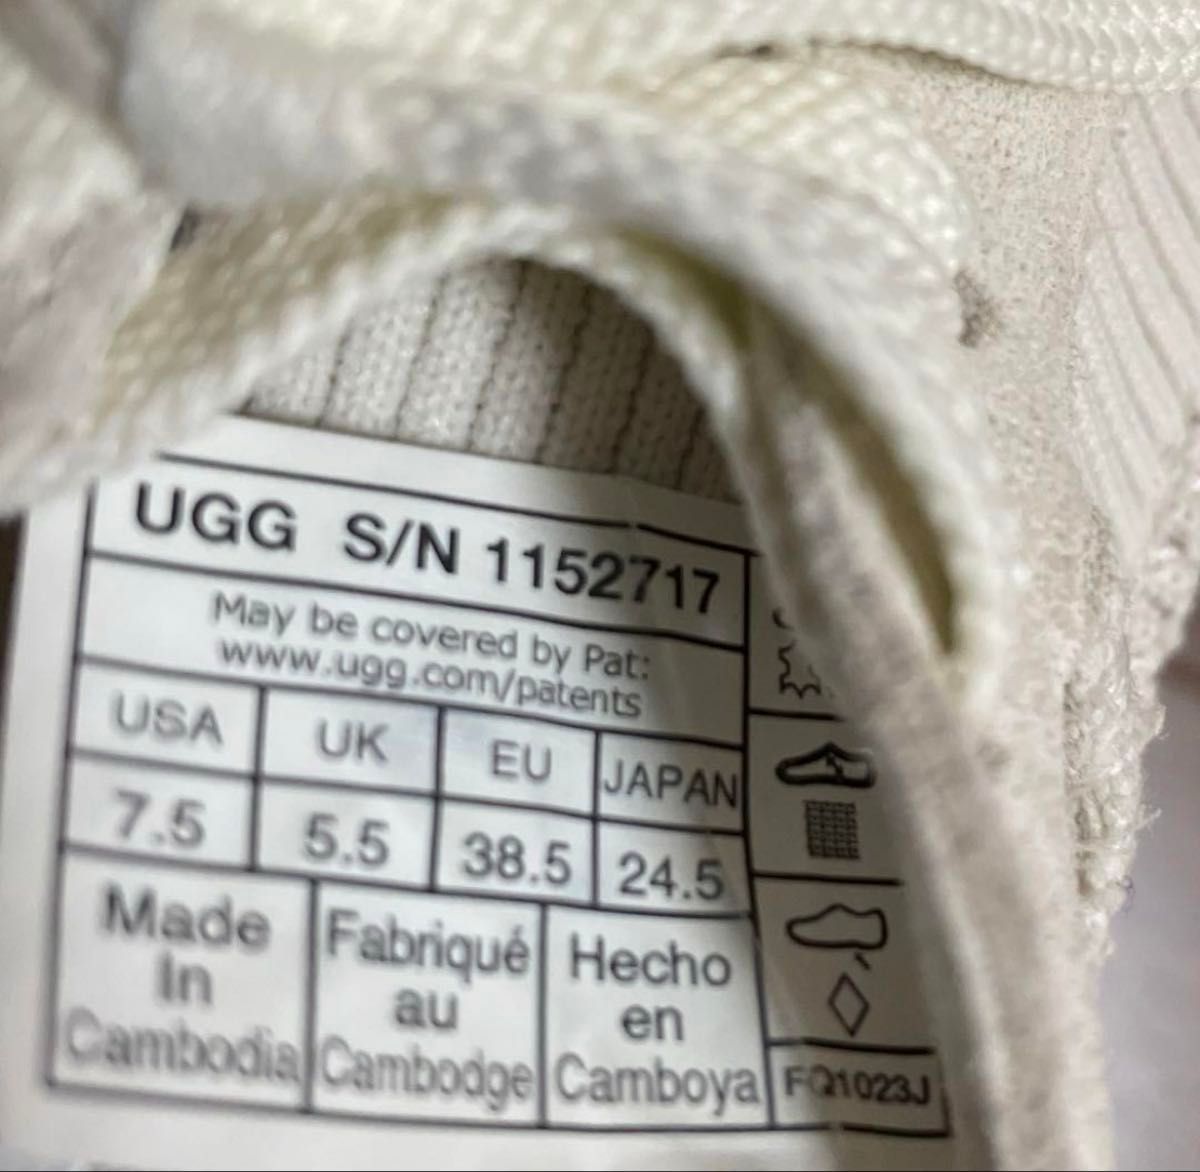 UGG S/N 1152717
May be covered by Pat:
www.ugg.com/patents
USA UK EU JAPAN
7.5 5.5 38.5 24.5
Made
In
Cambodia
Fabriqué
au
Cambodge
Hecho
en
Camboya
FQ1023J